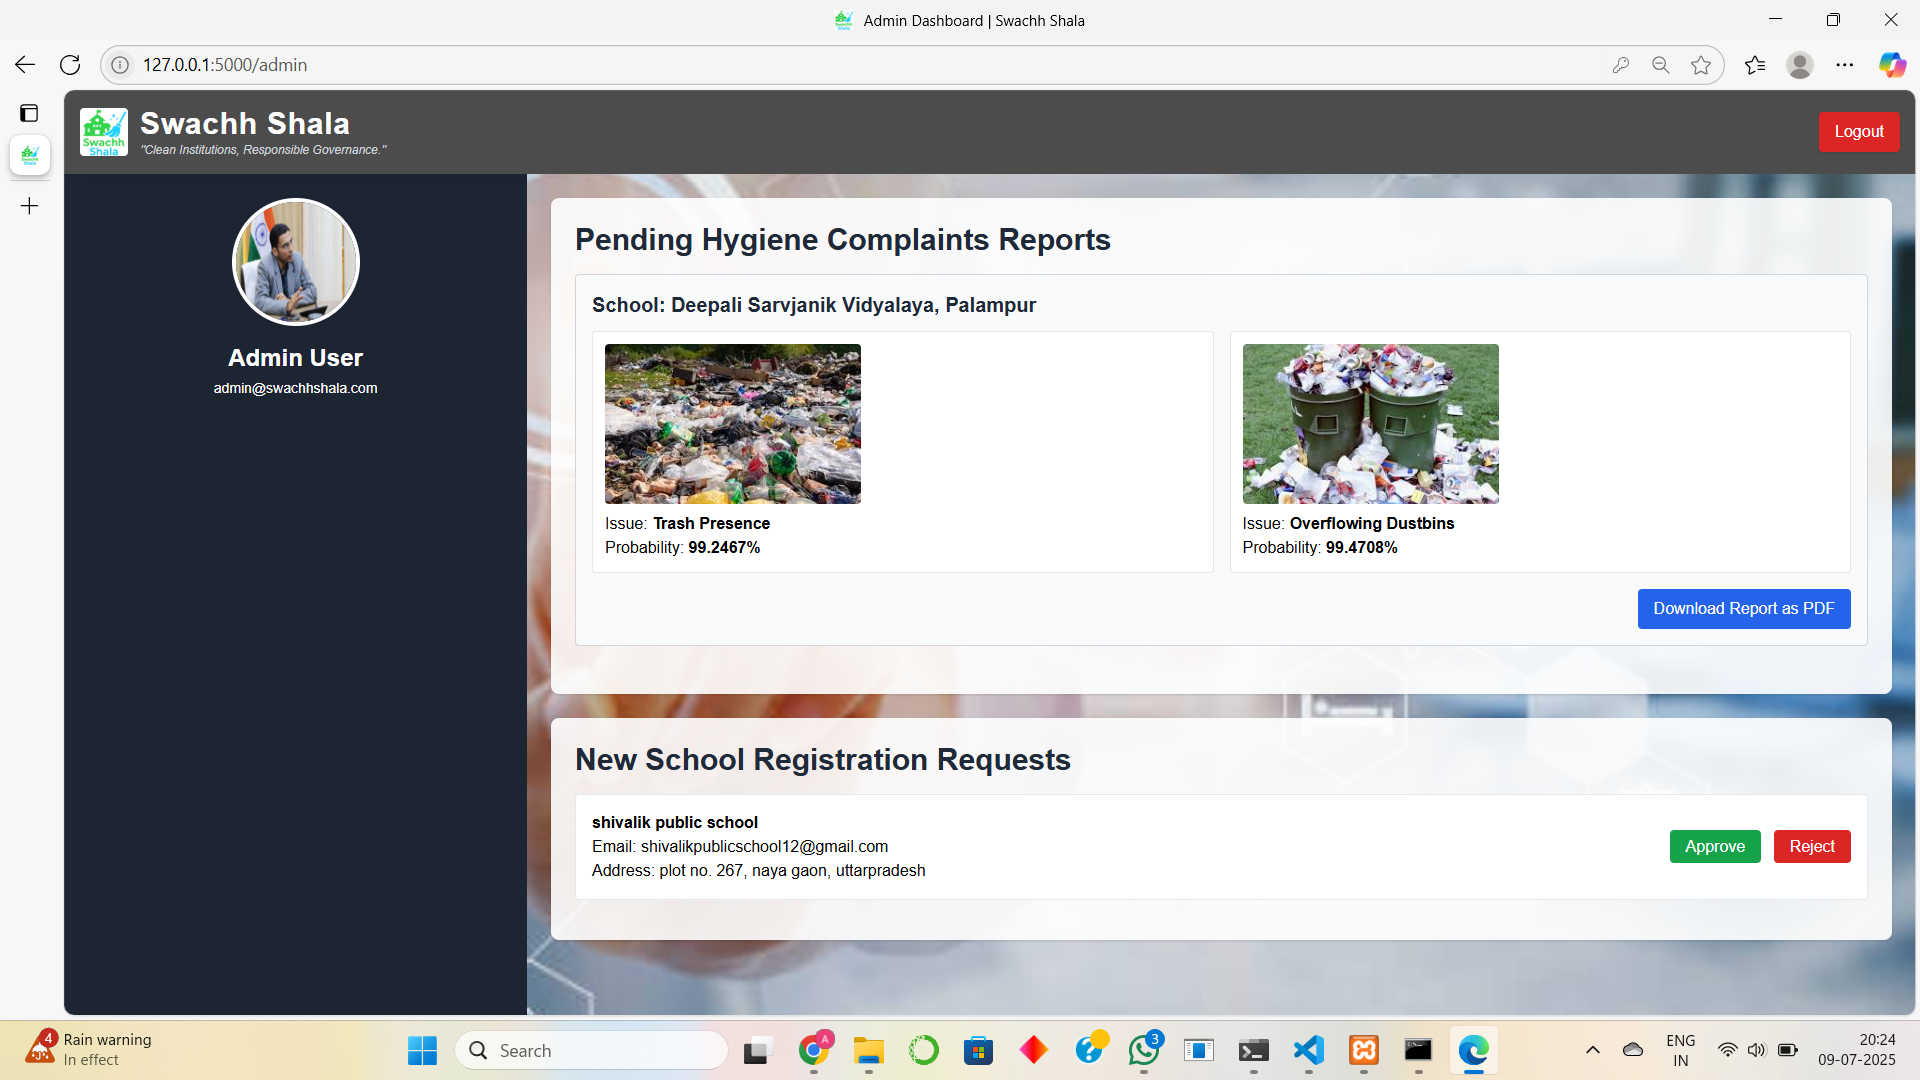 Admin Dashboard | Swachh Shala
127.0.0.1:5000/admin
Swachh Shala
Swachh
Shala
"Clean Institutions, Responsible Governance."
Logout
Admin User
admin@swachhshala.com
Pending Hygiene Complaints Reports
School: Deepali Sarvjanik Vidyalaya, Palampur
Issue: Trash Presence
Probability: 99.2467%
Issue: Overflowing Dustbins
Probability: 99.4708%
Download Report as PDF
New School Registration Requests
shivalik public school
Email: shivalikpublicschool12@gmail.com
Address: plot no. 267, naya gaon, uttarpradesh
Approve
Reject
4
Rain warning
In effect
Search
A
3
ENG
IN
20:24
09-07-2025